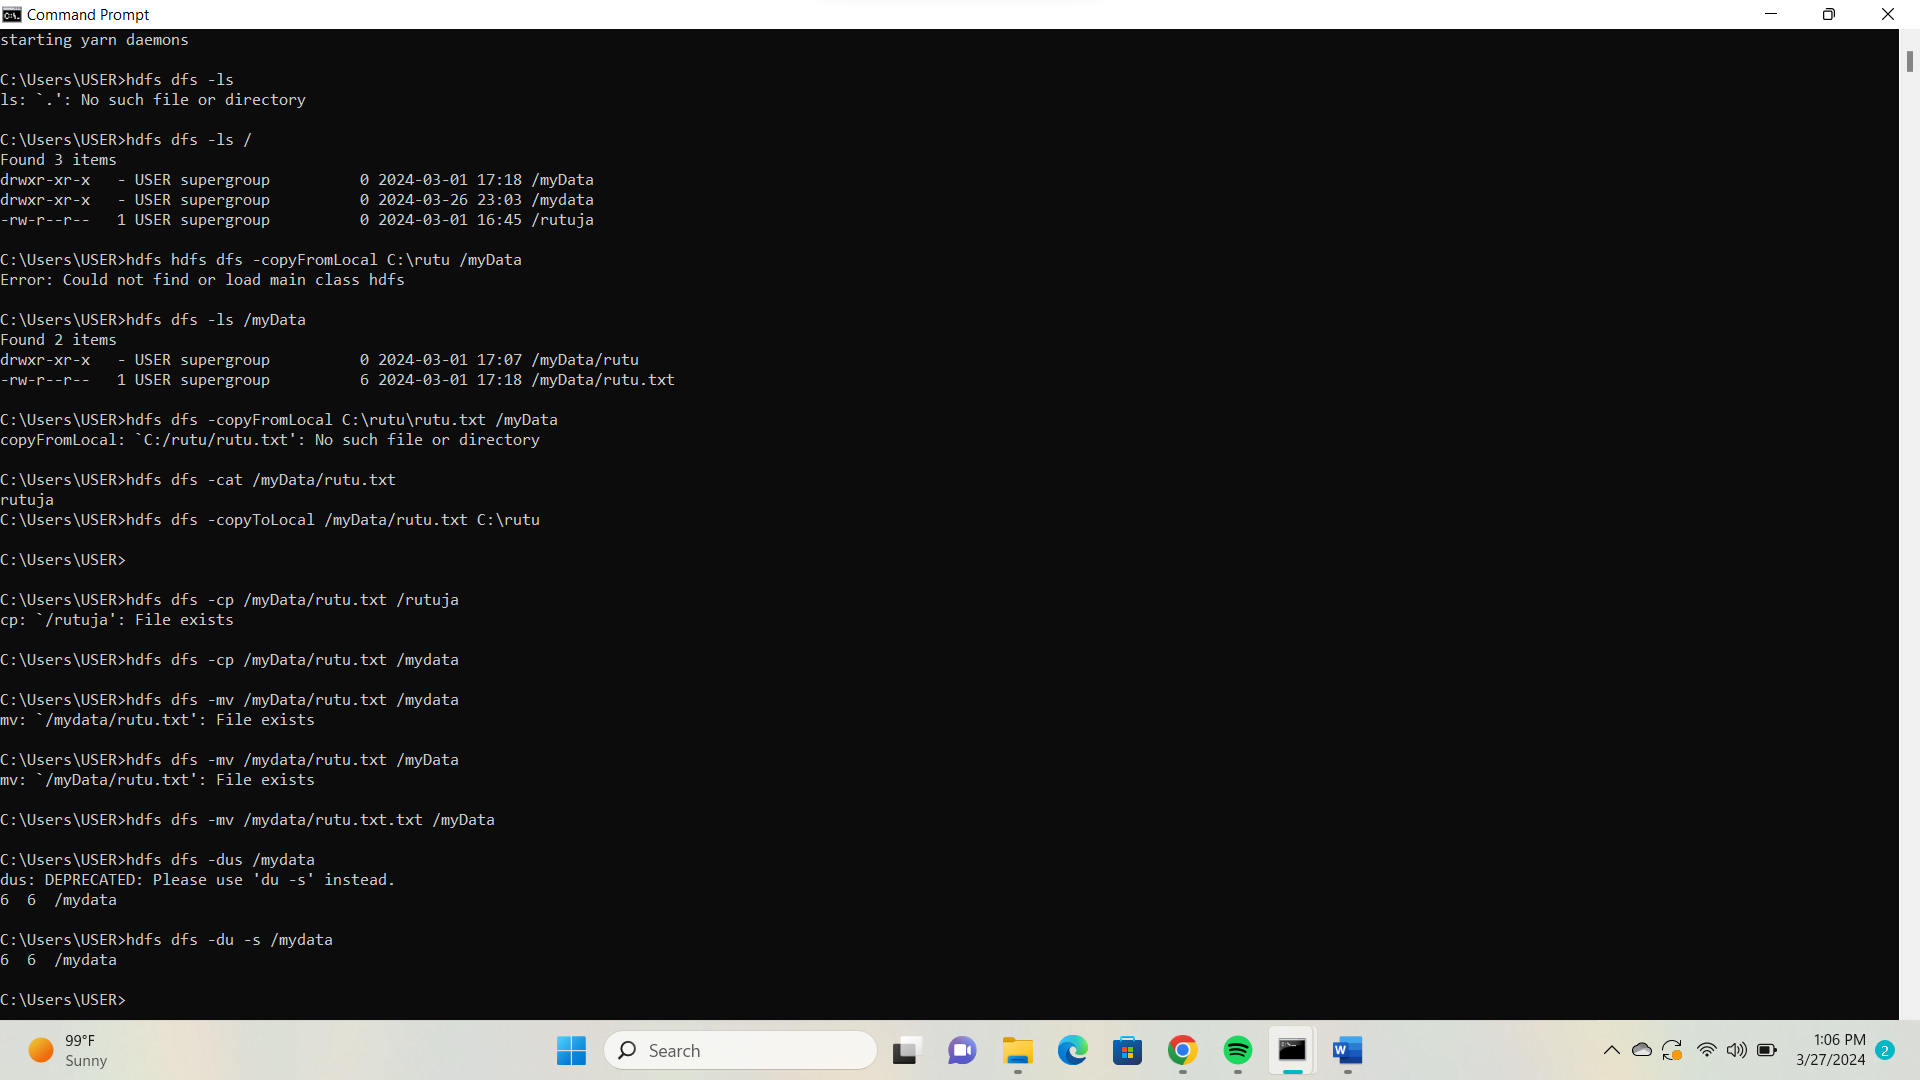 Command Prompt
starting yarn daemons
C:\Users\USER>hdfs dfs -ls
ls: `.': No such file or directory
C:\Users\USER>hdfs dfs -ls /
Found 3 items
drwxr-xr-x   - USER supergroup          0 2024-03-01 17:18 /myData
drwxr-xr-x   - USER supergroup          0 2024-03-26 23:03 /mydata
-rw-r--r--   1 USER supergroup          0 2024-03-01 16:45 /rutuja
C:\Users\USER>hdfs hdfs dfs -copyFromLocal C:\rutu /myData
Error: Could not find or load main class hdfs
C:\Users\USER>hdfs dfs -ls /myData
Found 2 items
drwxr-xr-x   - USER supergroup          0 2024-03-01 17:07 /myData/rutu
-rw-r--r--   1 USER supergroup          6 2024-03-01 17:18 /myData/rutu.txt
C:\Users\USER>hdfs dfs -copyFromLocal C:\rutu\rutu.txt /myData
copyFromLocal: `C:/rutu/rutu.txt': No such file or directory
C:\Users\USER>hdfs dfs -cat /myData/rutu.txt
rutuja
C:\Users\USER>hdfs dfs -copyToLocal /myData/rutu.txt C:\rutu
C:\Users\USER>
C:\Users\USER>hdfs dfs -cp /myData/rutu.txt /rutuja
cp: `/rutuja': File exists
C:\Users\USER>hdfs dfs -cp /myData/rutu.txt /mydata
C:\Users\USER>hdfs dfs -mv /myData/rutu.txt /mydata
mv: `/mydata/rutu.txt': File exists
C:\Users\USER>hdfs dfs -mv /mydata/rutu.txt /myData
mv: `/myData/rutu.txt': File exists
C:\Users\USER>hdfs dfs -mv /mydata/rutu.txt.txt /myData
C:\Users\USER>hdfs dfs -dus /mydata
dus: DEPRECATED: Please use 'du -s' instead.
6  6  /mydata
C:\Users\USER>hdfs dfs -du -s /mydata
6  6  /mydata
C:\Users\USER>
99°F
Sunny
Search
1:06 PM
3/27/2024
2